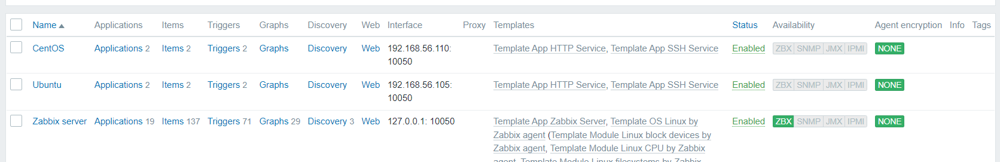 Name Applications Items Triggers Graphs Discovery Web Interface Proxy Templates Status Availability Agent encryption Info Tags
CentOS Applications 2 Items 2 Triggers 2 Graphs Discovery Web 192.168.56.110: Template App HTTP Service, Template App SSH Service Enabled ZBX SNMP JMX IPMI NONE
10050
Ubuntu Applications 2 Items 2 Triggers 2 Graphs Discovery Web 192.168.56.105: Template App HTTP Service, Template App SSH Service Enabled ZBX SNMP JMX IPMI NONE
10050
Zabbix server Applications 19 Items 137 Triggers 71 Graphs 29 Discovery 3 Web 127.0.0.1: 10050 Template App Zabbix Server, Template OS Linux by Enabled ZBX SNMP JMX IPMI NONE
Zabbix agent (Template Module Linux block devices by
Zabbix agent, Template Module Linux CPU by Zabbix
agent, Template Module Linux filesystems by Zabbix